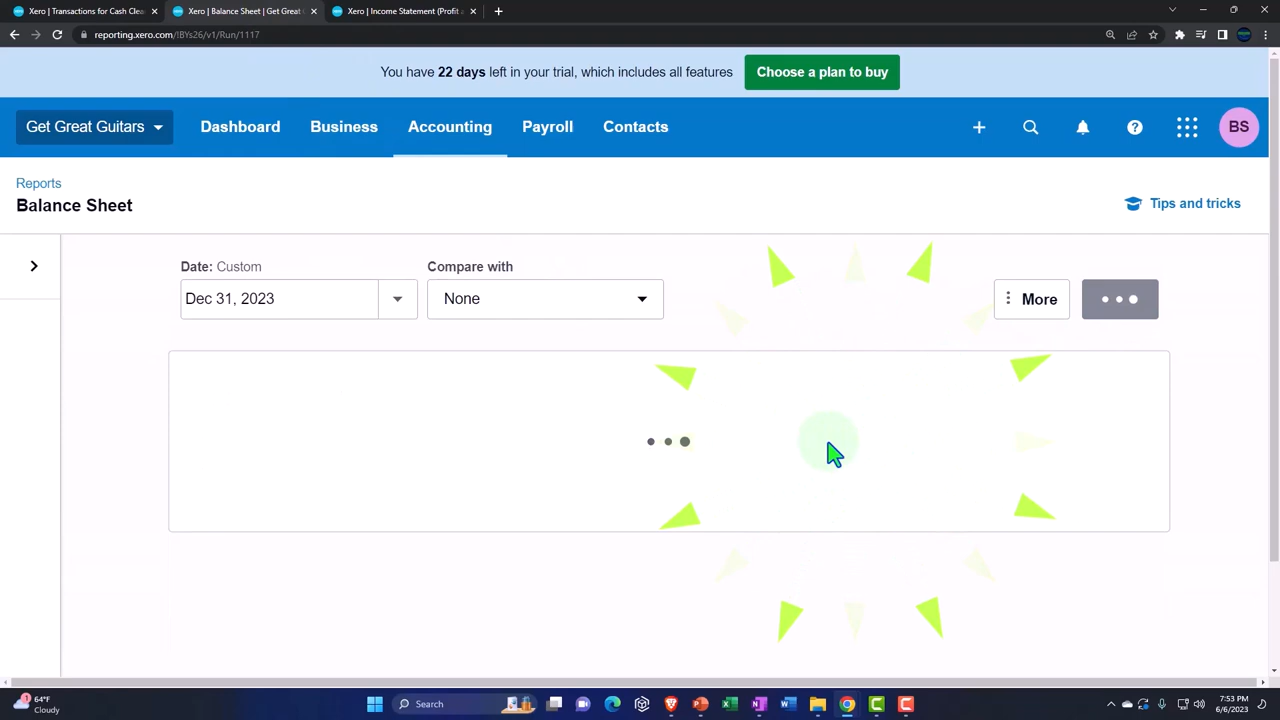 Xero | Transactions for Cash Clea
Xero | Balance Sheet | Get Great
Xero | Income Statement (Profit a
reporting.xero.com/!BYs26/v1/Run/1117
You have 22 days left in your trial, which includes all features
Choose a plan to buy
Get Great Guitars
Dashboard
Business
Accounting
Payroll
Contacts
BS
Reports
Balance Sheet
Tips and tricks
Date: Custom
Compare with
Dec 31, 2023
None
More
64°F
Cloudy
Search
7:53 PM
6/6/2023